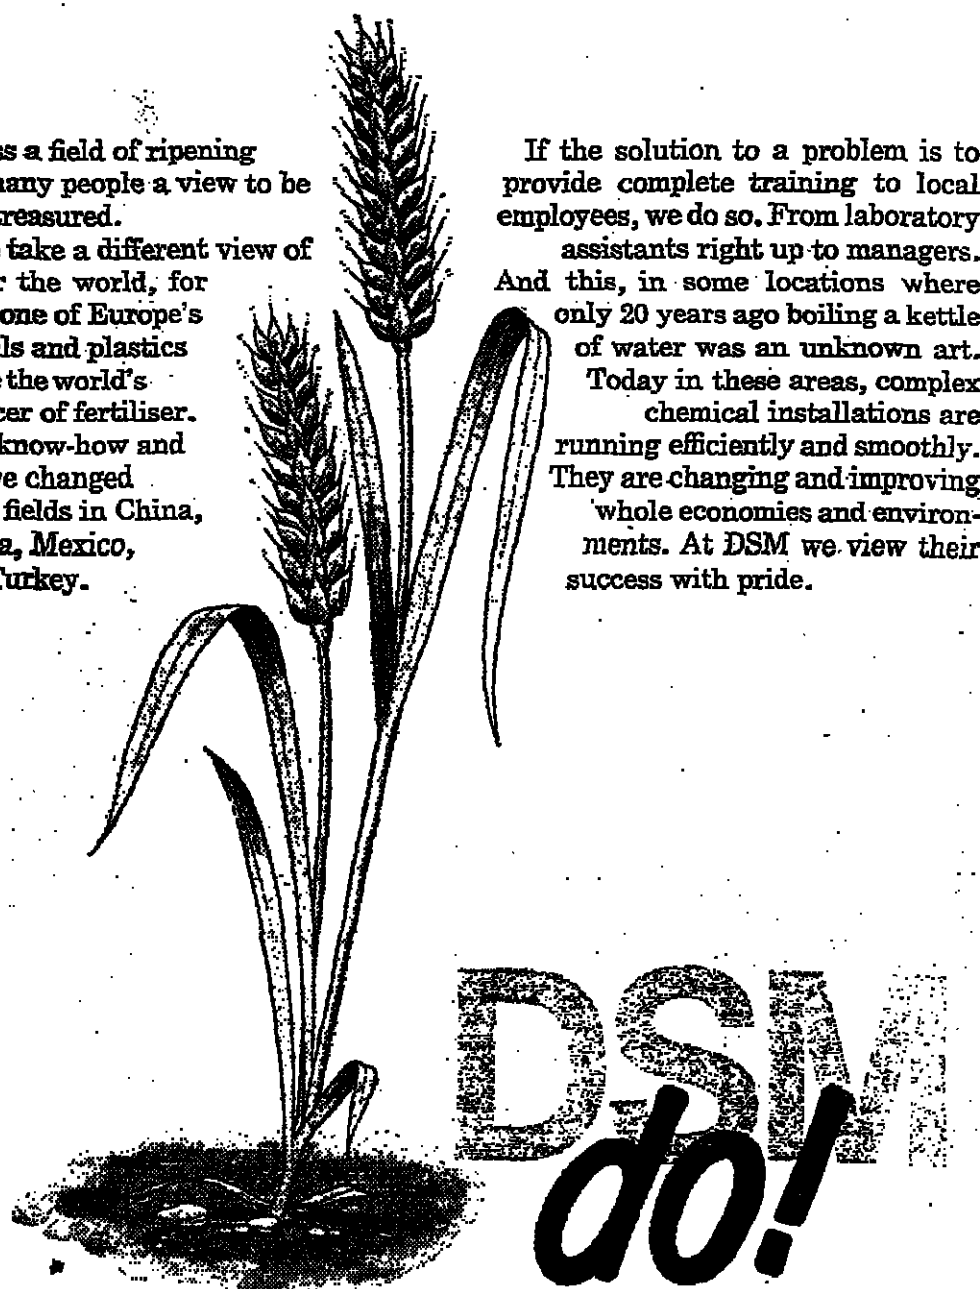 ss a field of ripening
many people a view to be
treasured.
take a different view of
r the world, for
one of Europe's
ls and plastics
the world's
cer of fertiliser.
know-how and
ve changed
fields in China,
a, Mexico,
Turkey.
If the solution to a problem is to
provide complete training to local
employees, we do so. From laboratory
assistants right up to managers.
And this, in some locations where
only 20 years ago boiling a kettle
of water was an unknown art.
Today in these areas, complex
chemical installations are
running efficiently and smoothly.
They are changing and improving
whole economies and environ-
ments. At DSM we view their
success with pride.
DSM
do!